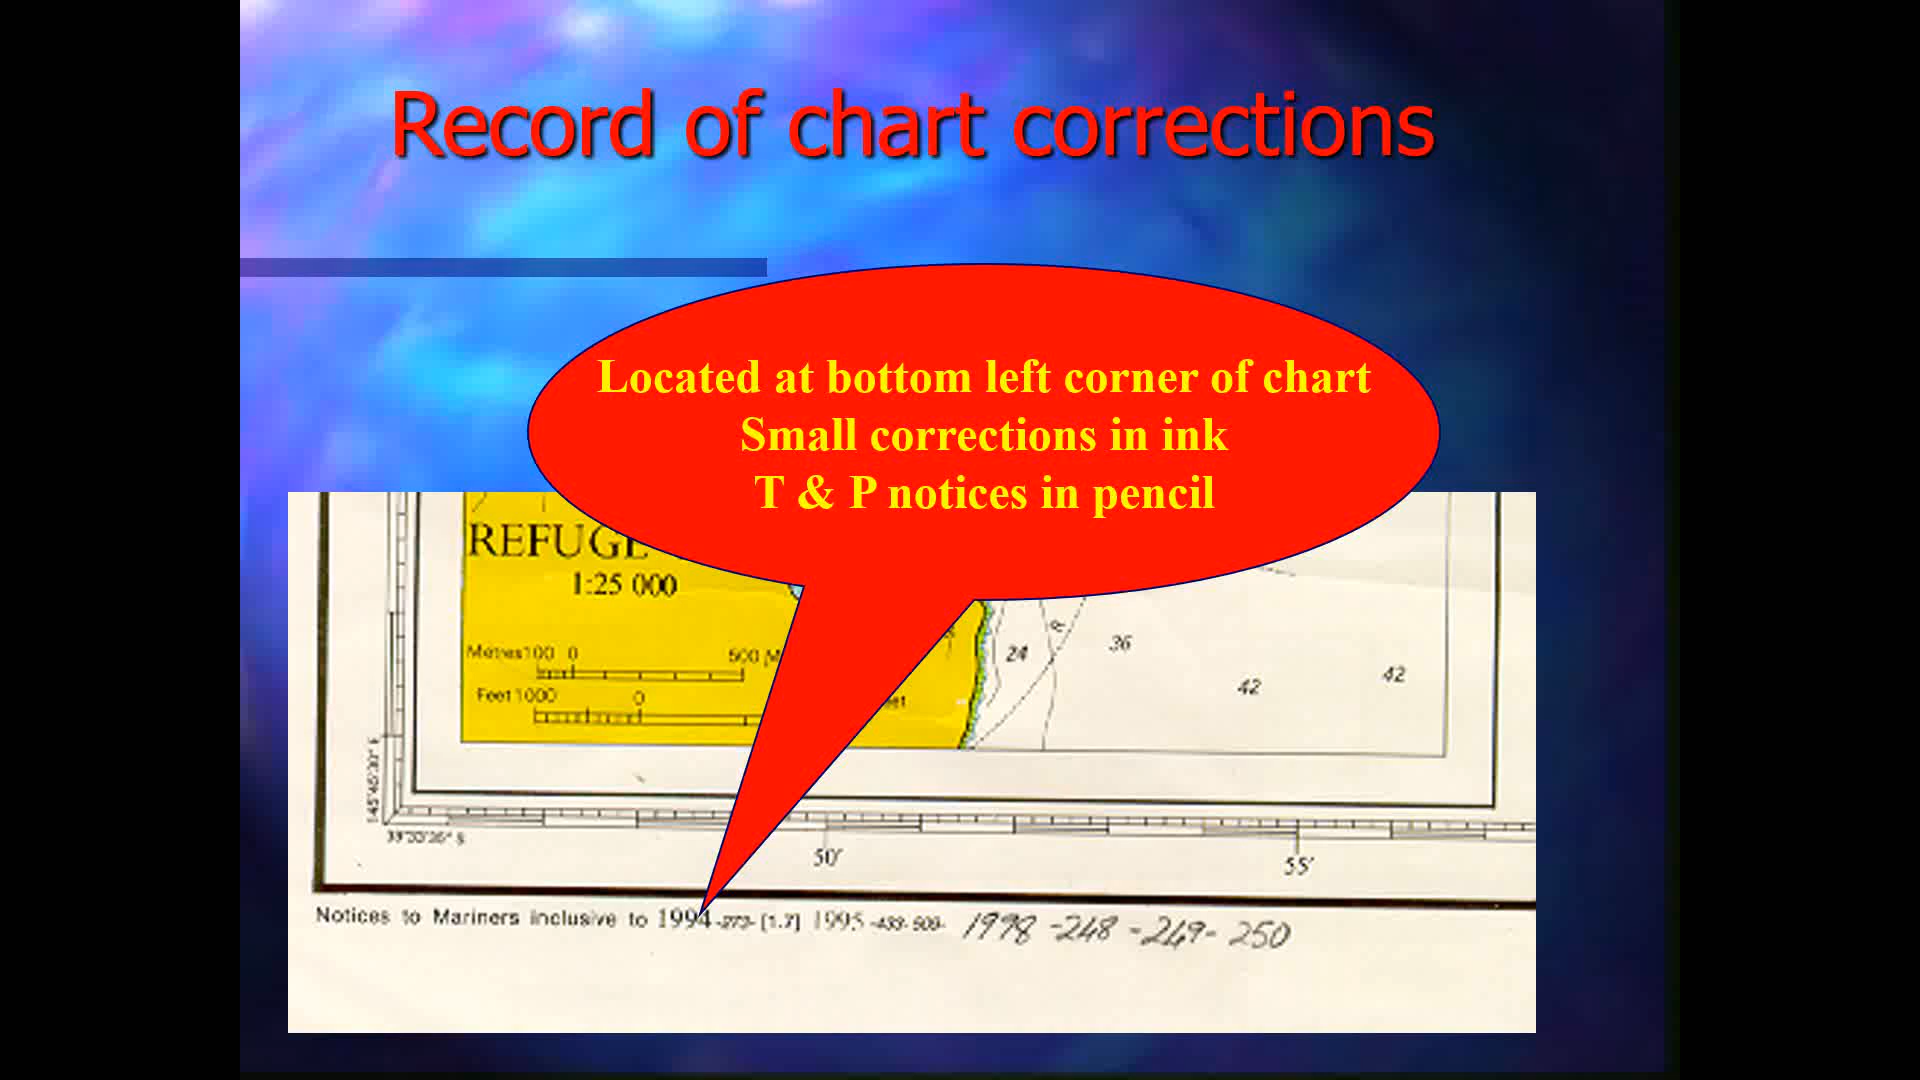 Record of chart corrections
Located at bottom left corner of chart
Small corrections in ink
T & P notices in pencil
1:25 000
Metres 100 0 500
Feet 1000 0
24
36
42
42
50'
55'
Notices to Mariners inclusive to 1994 -272- [1.7] 1995 -433- 509- 1998 -248 -249- 250